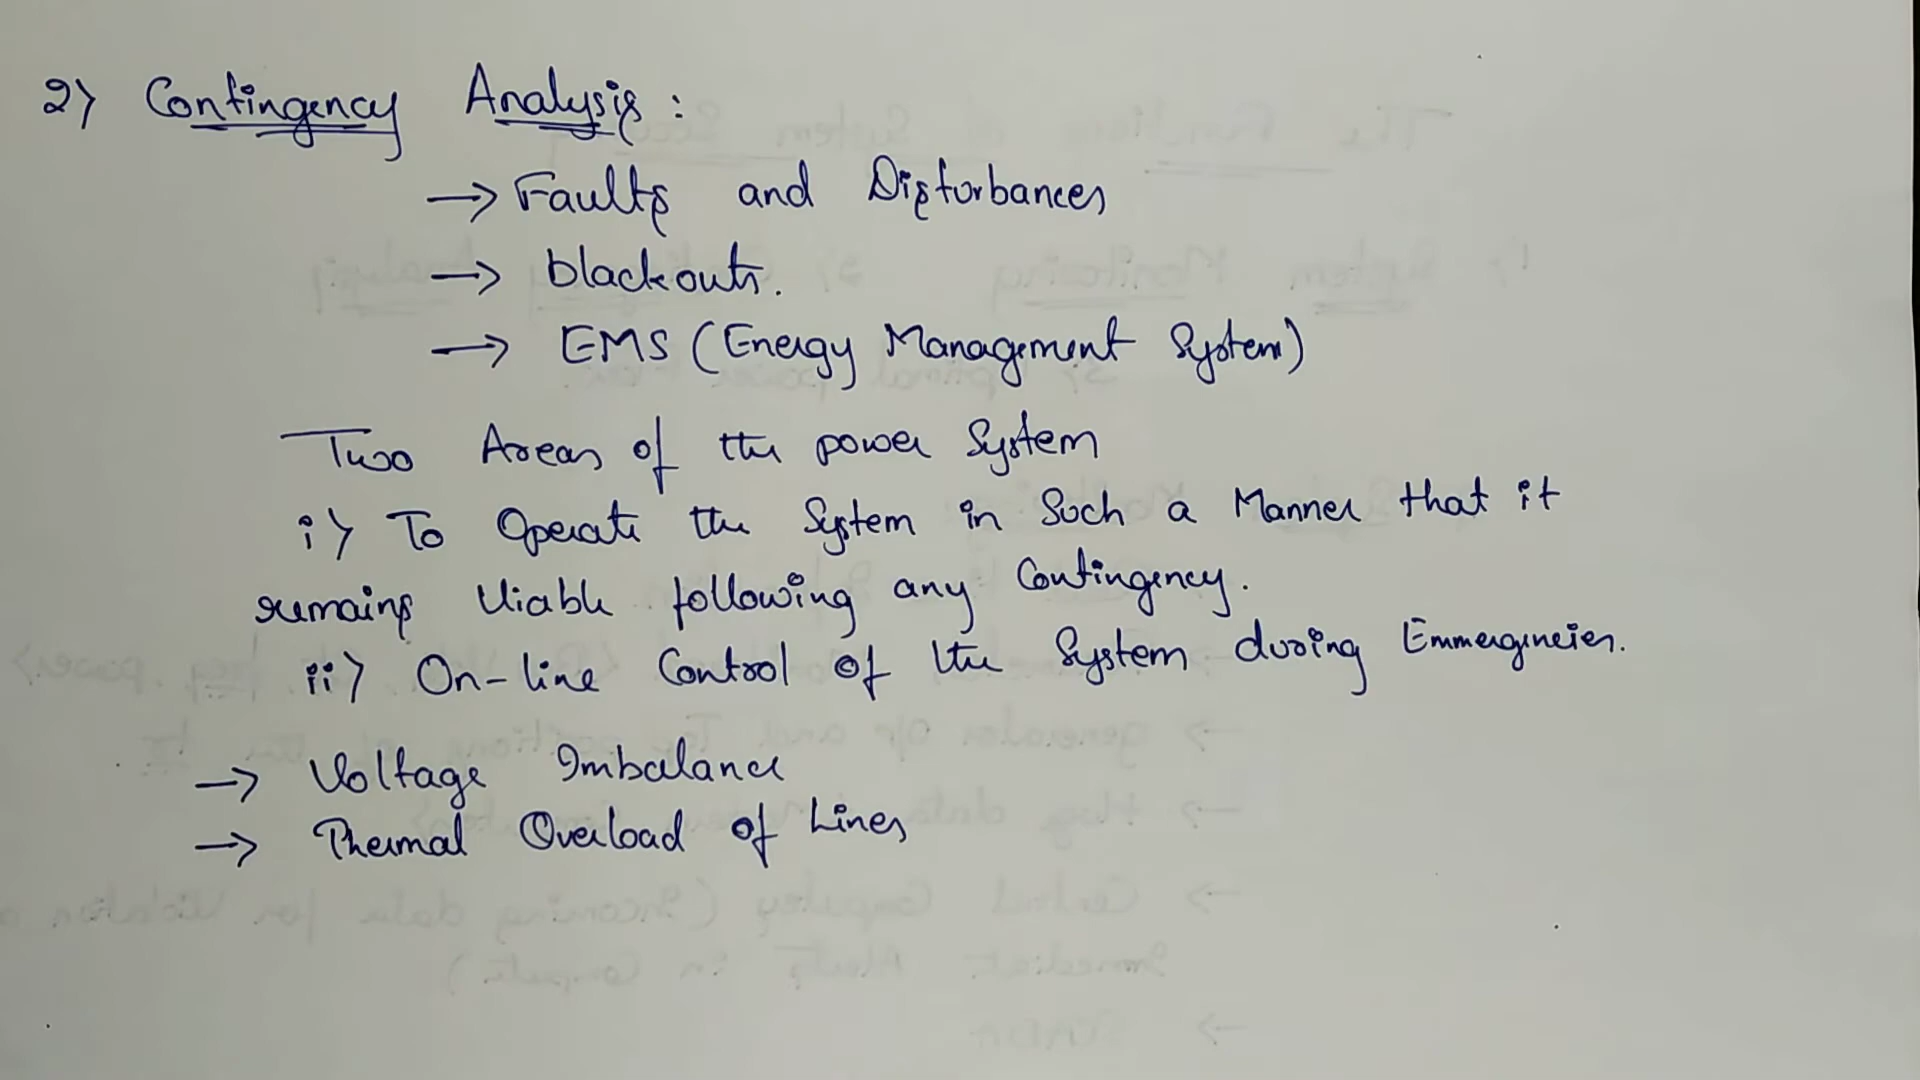 2) Contingency Analysis :
→ Faults and Disturbances
→ blackouts.
→ EMS (Energy Management System)
Two Areas of the power System
i) To Operate the System in Such a Manner that it
remains Viable following any Contingency.
ii) On-line Control of the System during Emmergencies.
→ Voltage Imbalance
→ Thermal Overload of Lines